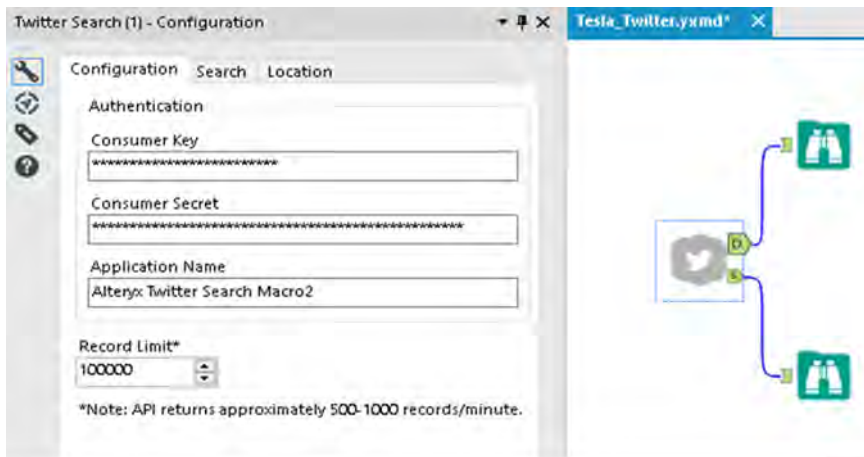 Twitter Search (1) - Configuration
Tesla_Twitter.yxmd*
Configuration Search Location
Authentication
Consumer Key
*************************
Consumer Secret
**************************************************
Application Name
Alteryx Twitter Search Macro2
Record Limit*
100000
*Note: API returns approximately 500-1000 records/minute.
D
S